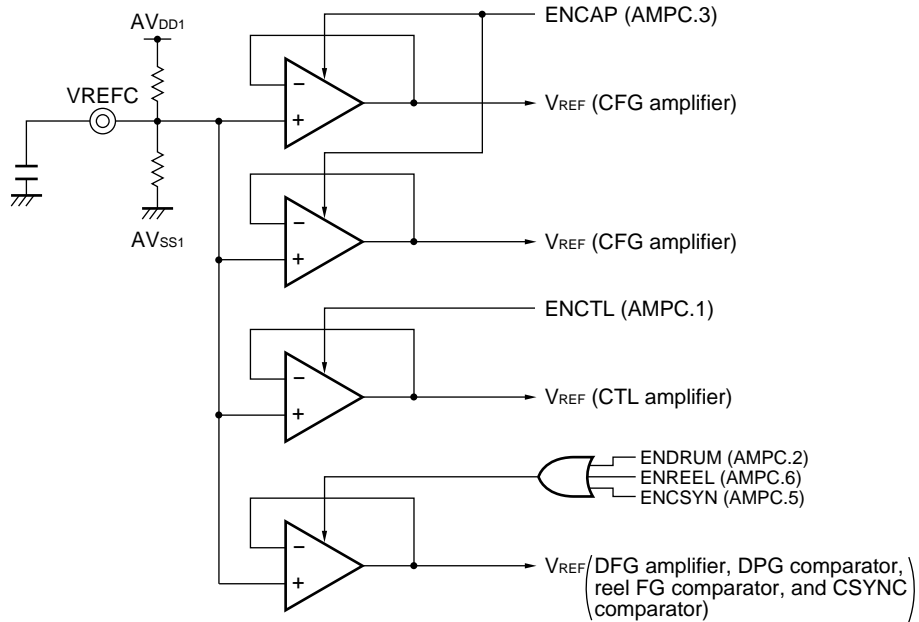 ENCAP (AMPC.3)
AVDD1
VREFC
−
+
VREF (CFG amplifier)
AVSS1
−
+
VREF (CFG amplifier)
ENCTL (AMPC.1)
−
+
VREF (CTL amplifier)
ENDRUM (AMPC.2)
ENREEL (AMPC.6)
ENCSYN (AMPC.5)
−
+
VREF (DFG amplifier, DPG comparator,
reel FG comparator, and CSYNC
comparator)